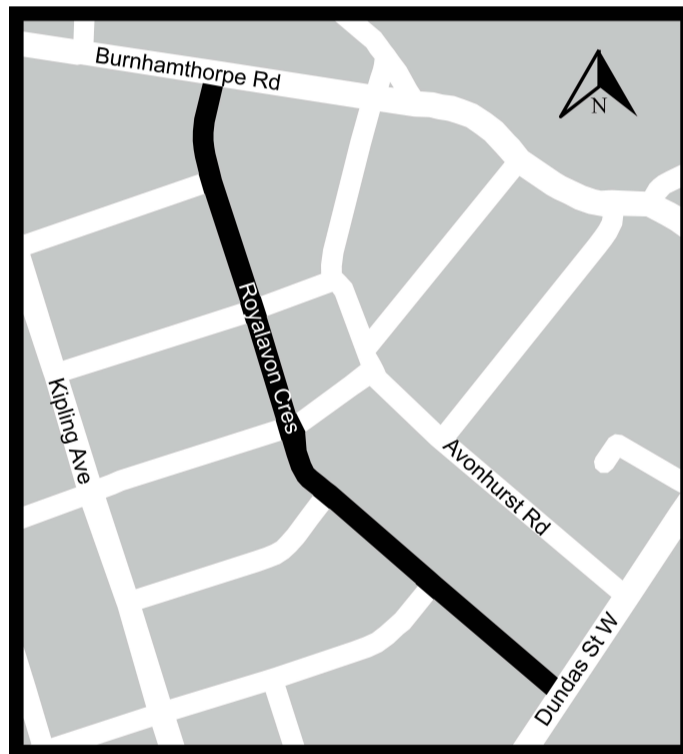 Burnhamthorpe Rd
N
Royalavon Cres
Kipling Ave
Avonhurst Rd
Dundas St W